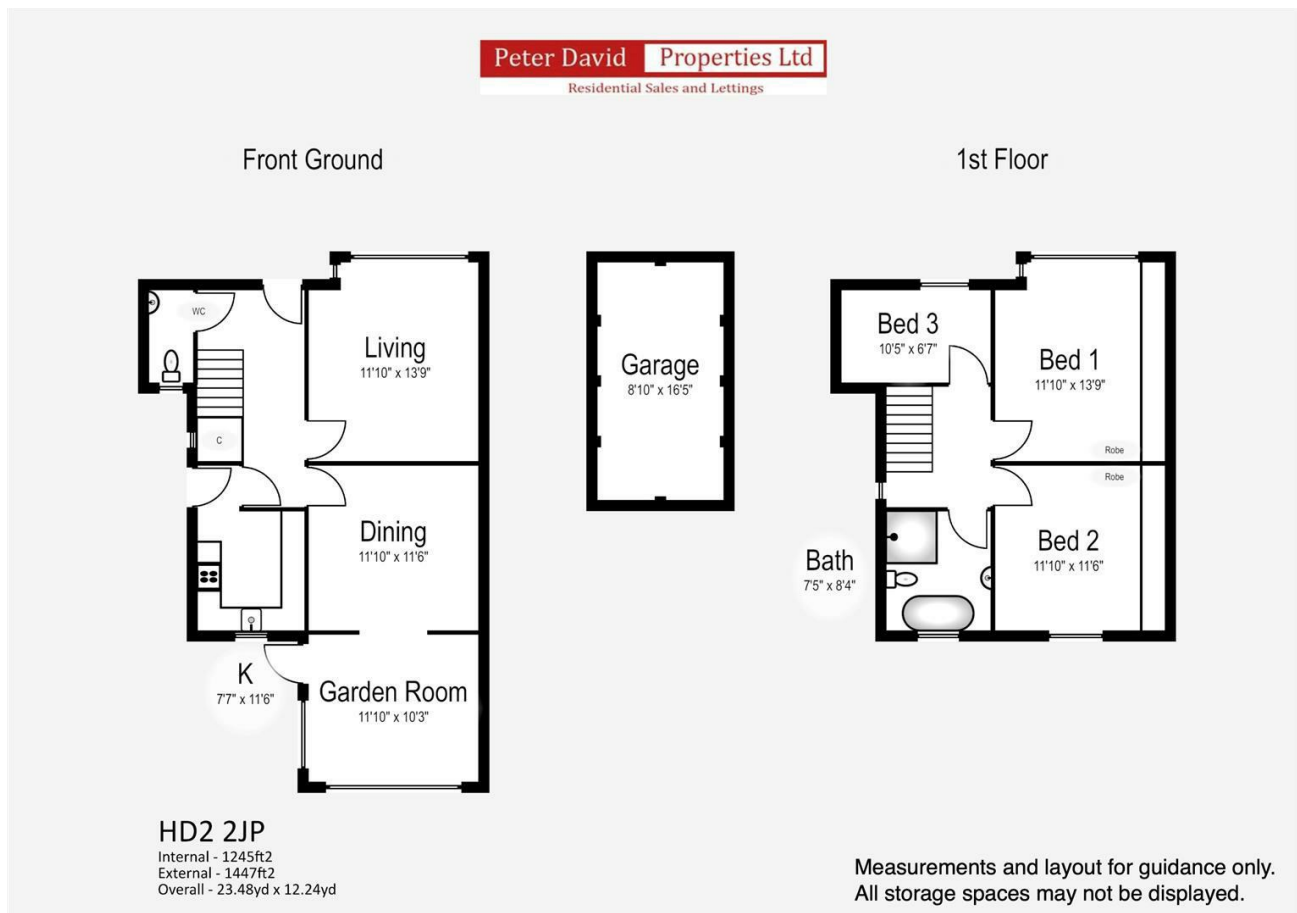 Peter David Properties Ltd
Residential Sales and Lettings
Front Ground
1st Floor
WC
Living
11'10" x 13'9"
C
Dining
11'10" x 11'6"
K
7'7" x 11'6"
Garden Room
11'10" x 10'3"
Garage
8'10" x 16'5"
Bed 3
10'5" x 6'7"
Bed 1
11'10" x 13'9"
Robe
Robe
Bed 2
11'10" x 11'6"
Bath
7'5" x 8'4"
HD2 2JP
Internal - 1245ft2
External - 1447ft2
Overall - 23.48yd x 12.24yd
Measurements and layout for guidance only.
All storage spaces may not be displayed.